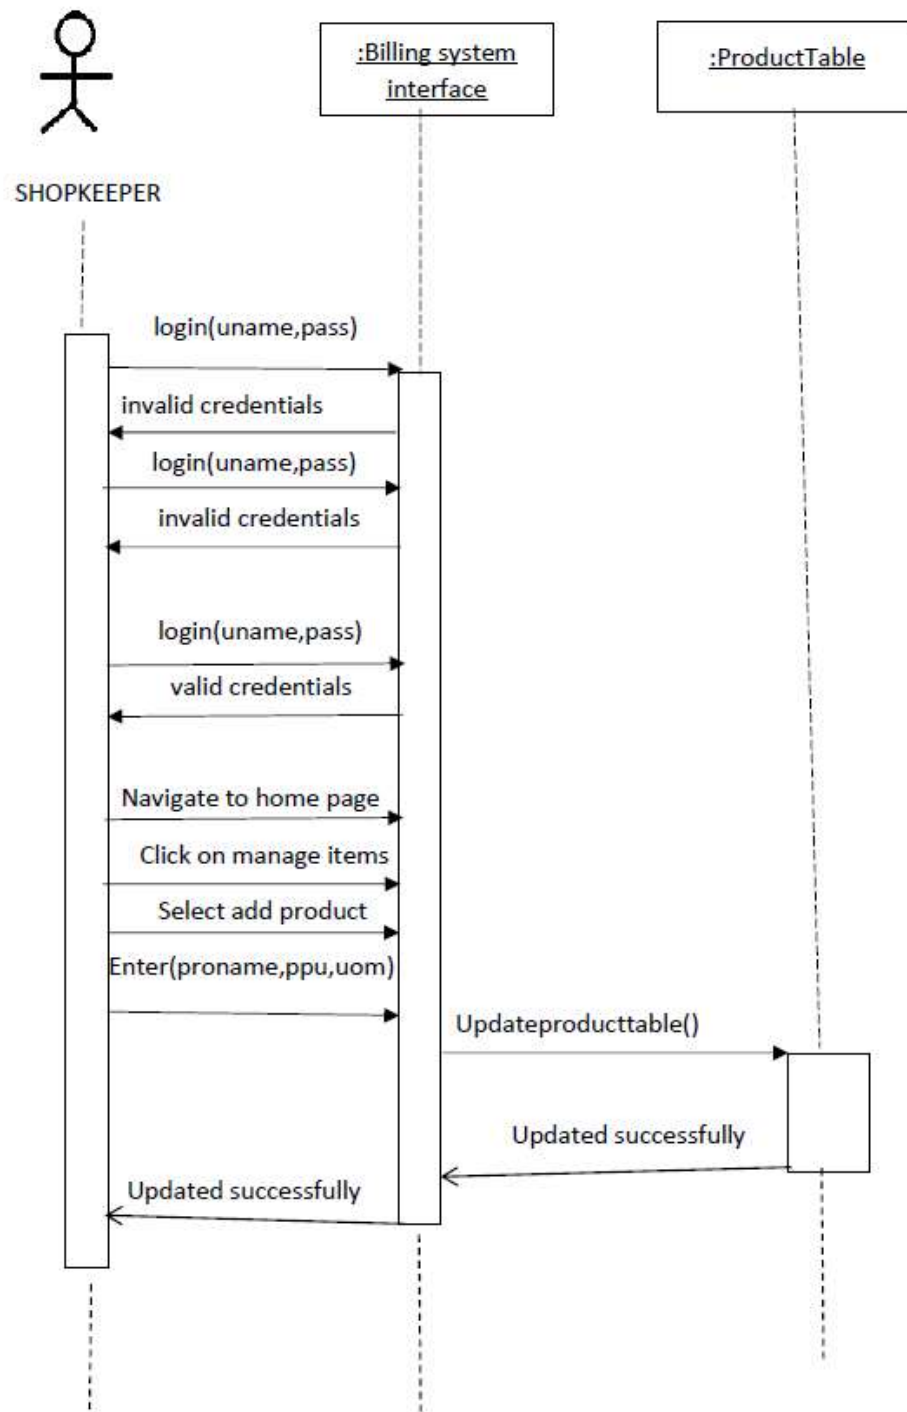 :Billing system
interface
:ProductTable
SHOPKEEPER
login(uname,pass)
invalid credentials
login(uname,pass)
invalid credentials
login(uname,pass)
valid credentials
Navigate to home page
Click on manage items
Select add product
Enter(proname,ppu,uom)
Updateproducttable()
Updated successfully
Updated successfully